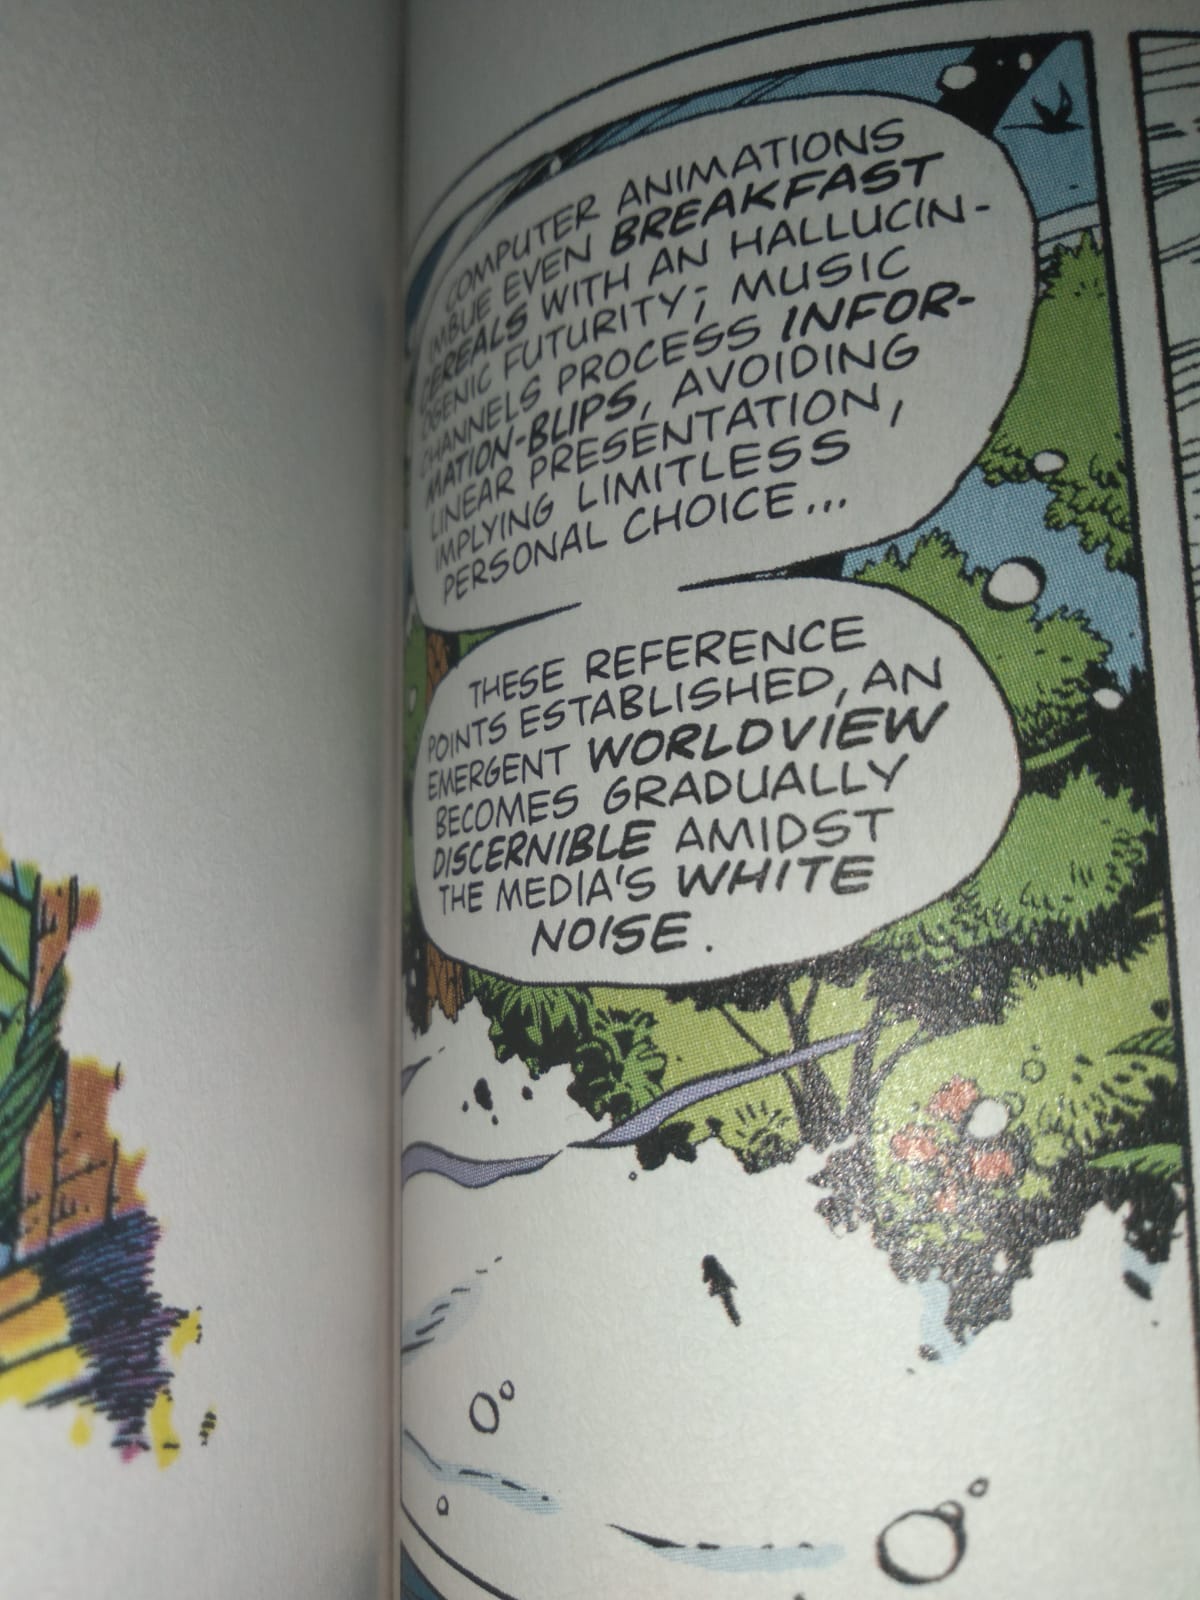 COMPUTER ANIMATIONS
IMBUE EVEN BREAKFAST
CEREALS WITH AN HALLUCIN-
OGENIC FUTURITY; MUSIC
CHANNELS PROCESS INFOR-
MATION-BLIPS, AVOIDING
LINEAR PRESENTATION,
IMPLYING LIMITLESS
PERSONAL CHOICE...
THESE REFERENCE
POINTS ESTABLISHED, AN
EMERGENT WORLDVIEW
BECOMES GRADUALLY
DISCERNIBLE AMIDST
THE MEDIA'S WHITE
NOISE.